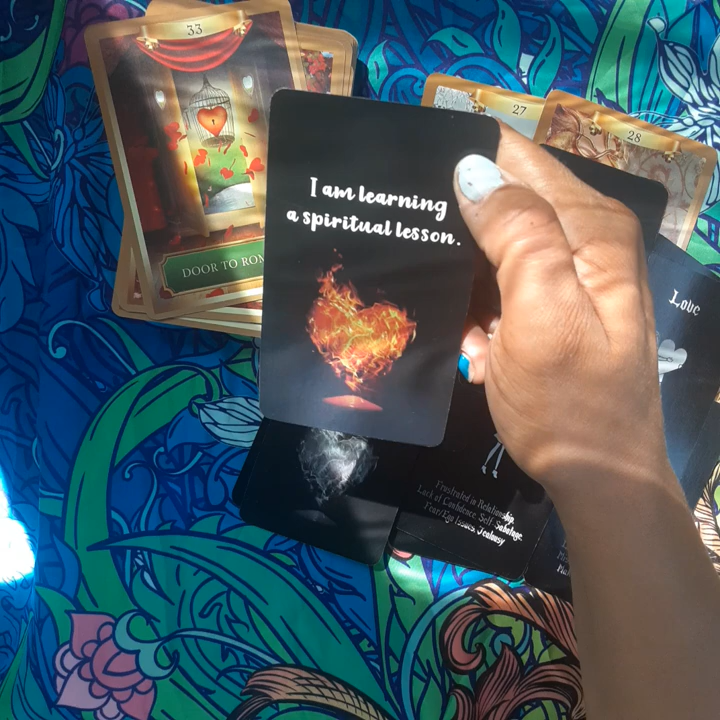 33
DOOR TO
27
28
I am learning
a spiritual lesson.
Love
Frustrated in Relationship,
Lack of Confidence, Self Sabotage,
Fear/Ego Issues, Jealousy